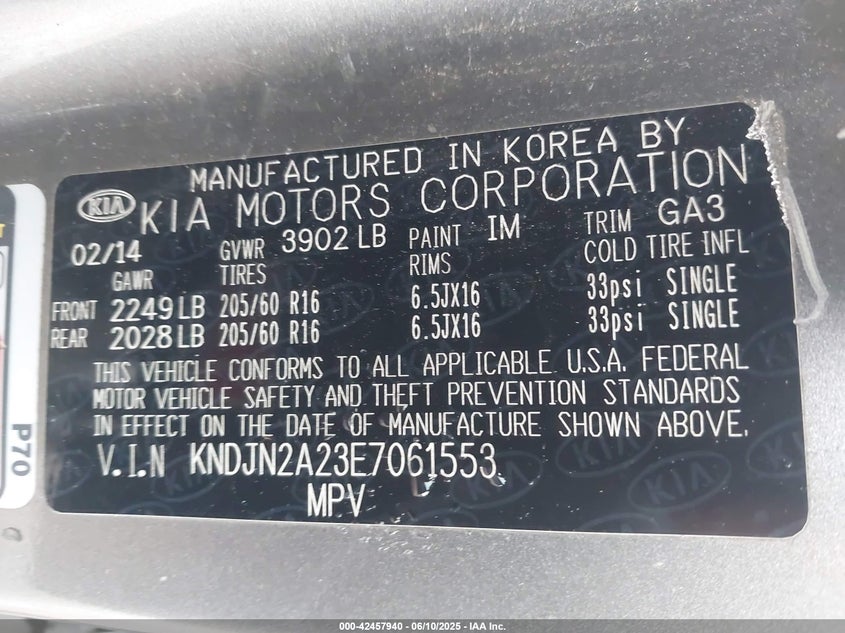 MANUFACTURED IN KOREA BY
KIA KIA MOTORS CORPORATION
02/14 GVWR 3902 LB PAINT IM TRIM GA3
GAWR TIRES RIMS COLD TIRE INFL
FRONT 2249 LB 205/60 R16 6.5JX16 33psi SINGLE
REAR 2028 LB 205/60 R16 6.5JX16 33psi SINGLE
THIS VEHICLE CONFORMS TO ALL APPLICABLE U.S.A. FEDERAL
MOTOR VEHICLE SAFETY AND THEFT PREVENTION STANDARDS
IN EFFECT ON THE DATE OF MANUFACTURE SHOWN ABOVE.
V.I.N KNDJN2A23E7061553
MPV
P70
000-42457940 - 06/10/2025 - IAA Inc.